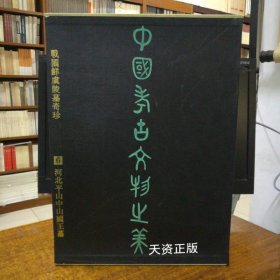 中國考古文物之美
戰國鮮虞陵墓奇珍
6 河北平山中山國王墓
天资正版